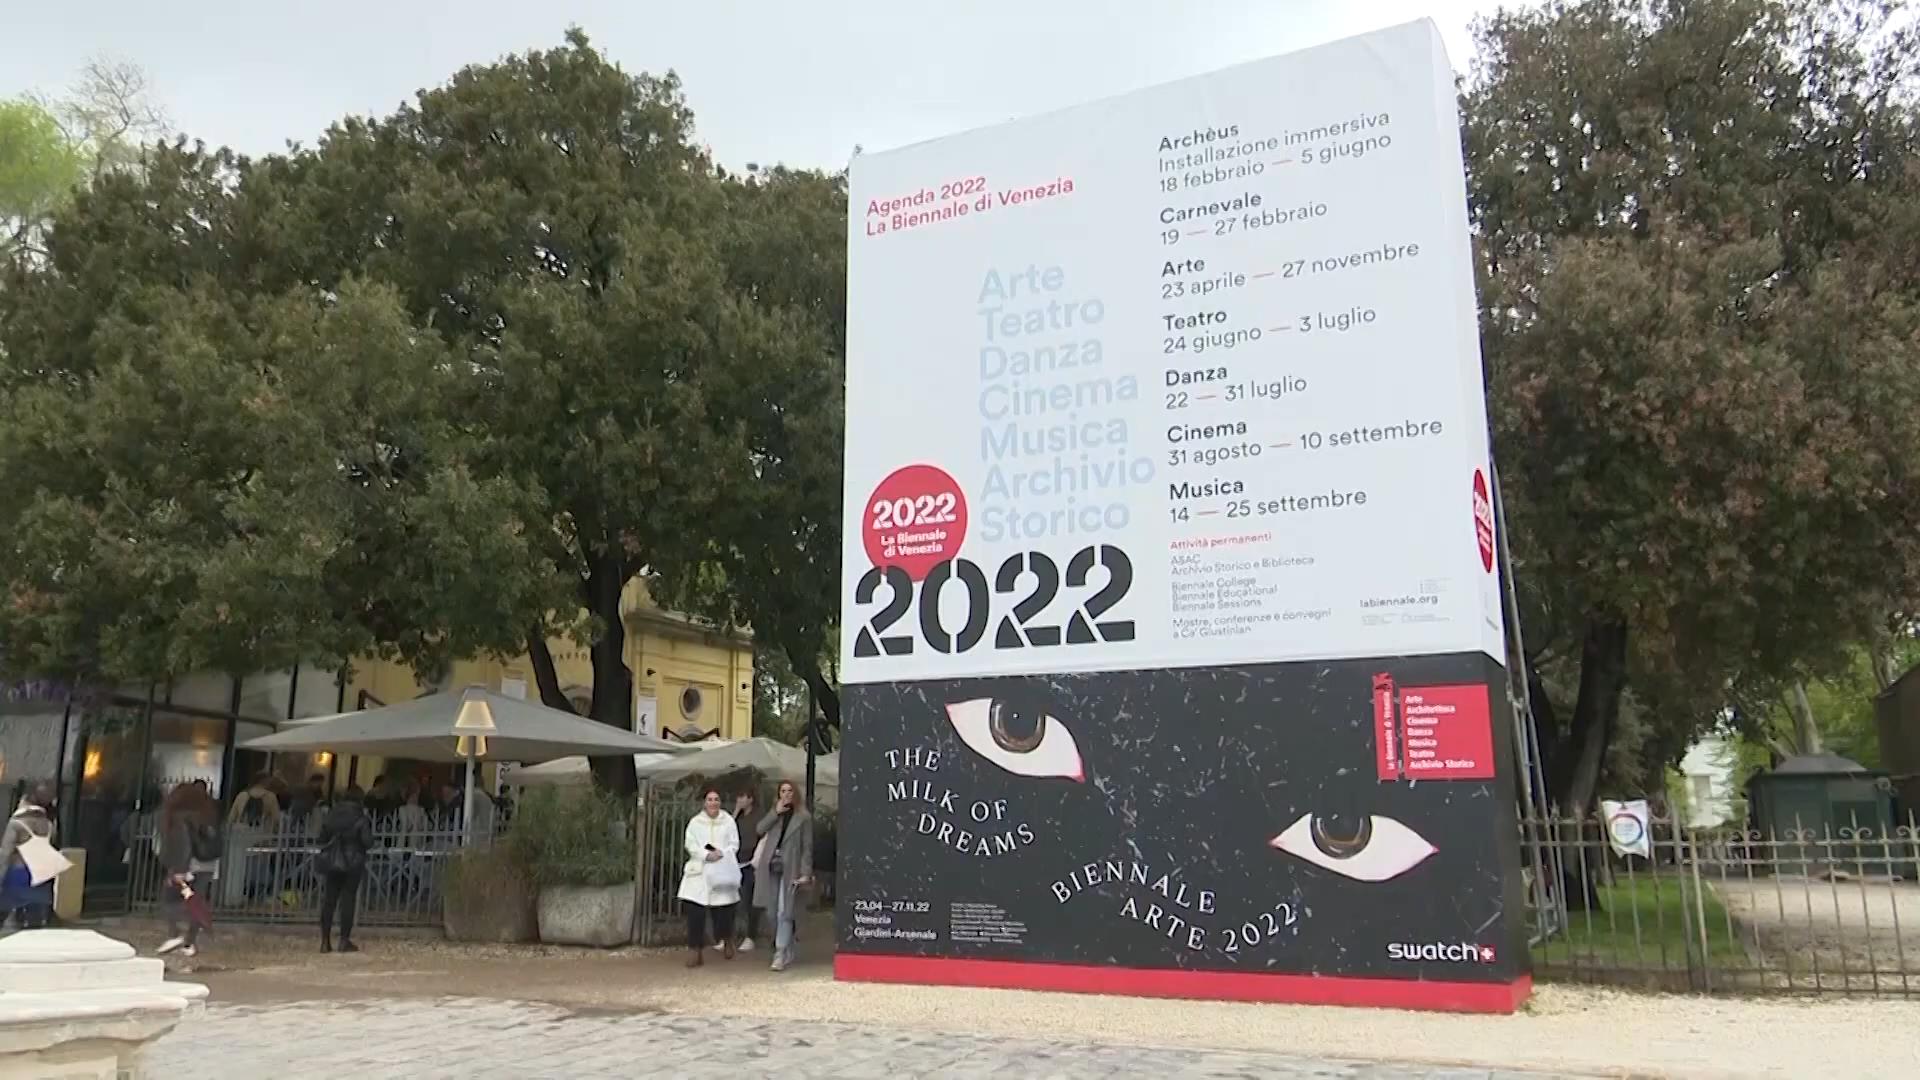 Agenda 2022
La Biennale di Venezia
Arte
Teatro
Danza
Cinema
Musica
Archivio
Storico
2022
La Biennale
di Venezia
2022
Archèus
Installazione immersiva
18 febbraio — 5 giugno
Carnevale
19 — 27 febbraio
Arte
23 aprile — 27 novembre
Teatro
24 giugno — 3 luglio
Danza
22 — 31 luglio
Cinema
31 agosto — 10 settembre
Musica
14 — 25 settembre
Attività permanenti
ASAC
Archivio Storico e Biblioteca
Biennale College
Biennale Educational
Biennale Sessions
Mostre, conferenze e convegni
a Ca' Giustinian
labiennale.org
THE
MILK OF
DREAMS
BIENNALE
ARTE 2022
23.04—27.11.22
Venezia
Giardini-Arsenale
La Biennale di Venezia
Arte
Architettura
Cinema
Danza
Musica
Teatro
Archivio Storico
swatch
2022